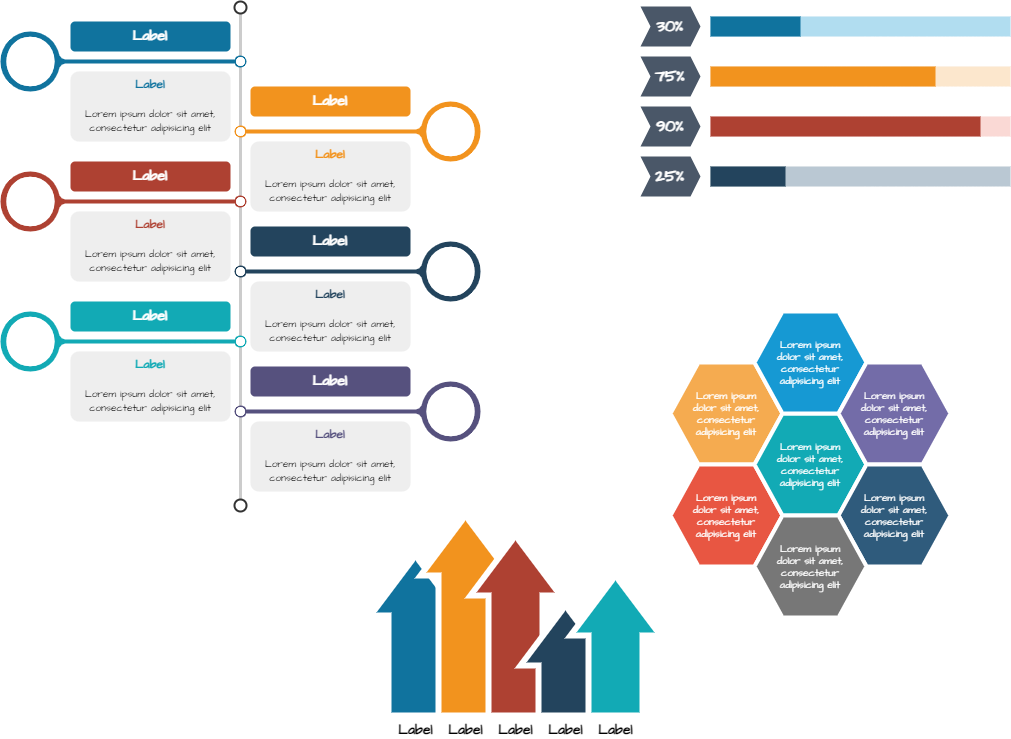 Label
Label
Lorem ipsum dolor sit amet,
consectetur adipisicing elit
Label
Label
Lorem ipsum dolor sit amet,
consectetur adipisicing elit
Label
Label
Lorem ipsum dolor sit amet,
consectetur adipisicing elit
Label
Label
Lorem ipsum dolor sit amet,
consectetur adipisicing elit
Label
Label
Lorem ipsum dolor sit amet,
consectetur adipisicing elit
Label
Label
Lorem ipsum dolor sit amet,
consectetur adipisicing elit
30%
75%
90%
25%
Lorem ipsum
dolor sit amet,
consectetur
adipisicing elit
Lorem ipsum
dolor sit amet,
consectetur
adipisicing elit
Lorem ipsum
dolor sit amet,
consectetur
adipisicing elit
Lorem ipsum
dolor sit amet,
consectetur
adipisicing elit
Lorem ipsum
dolor sit amet,
consectetur
adipisicing elit
Lorem ipsum
dolor sit amet,
consectetur
adipisicing elit
Lorem ipsum
dolor sit amet,
consectetur
adipisicing elit
Label Label Label Label Label